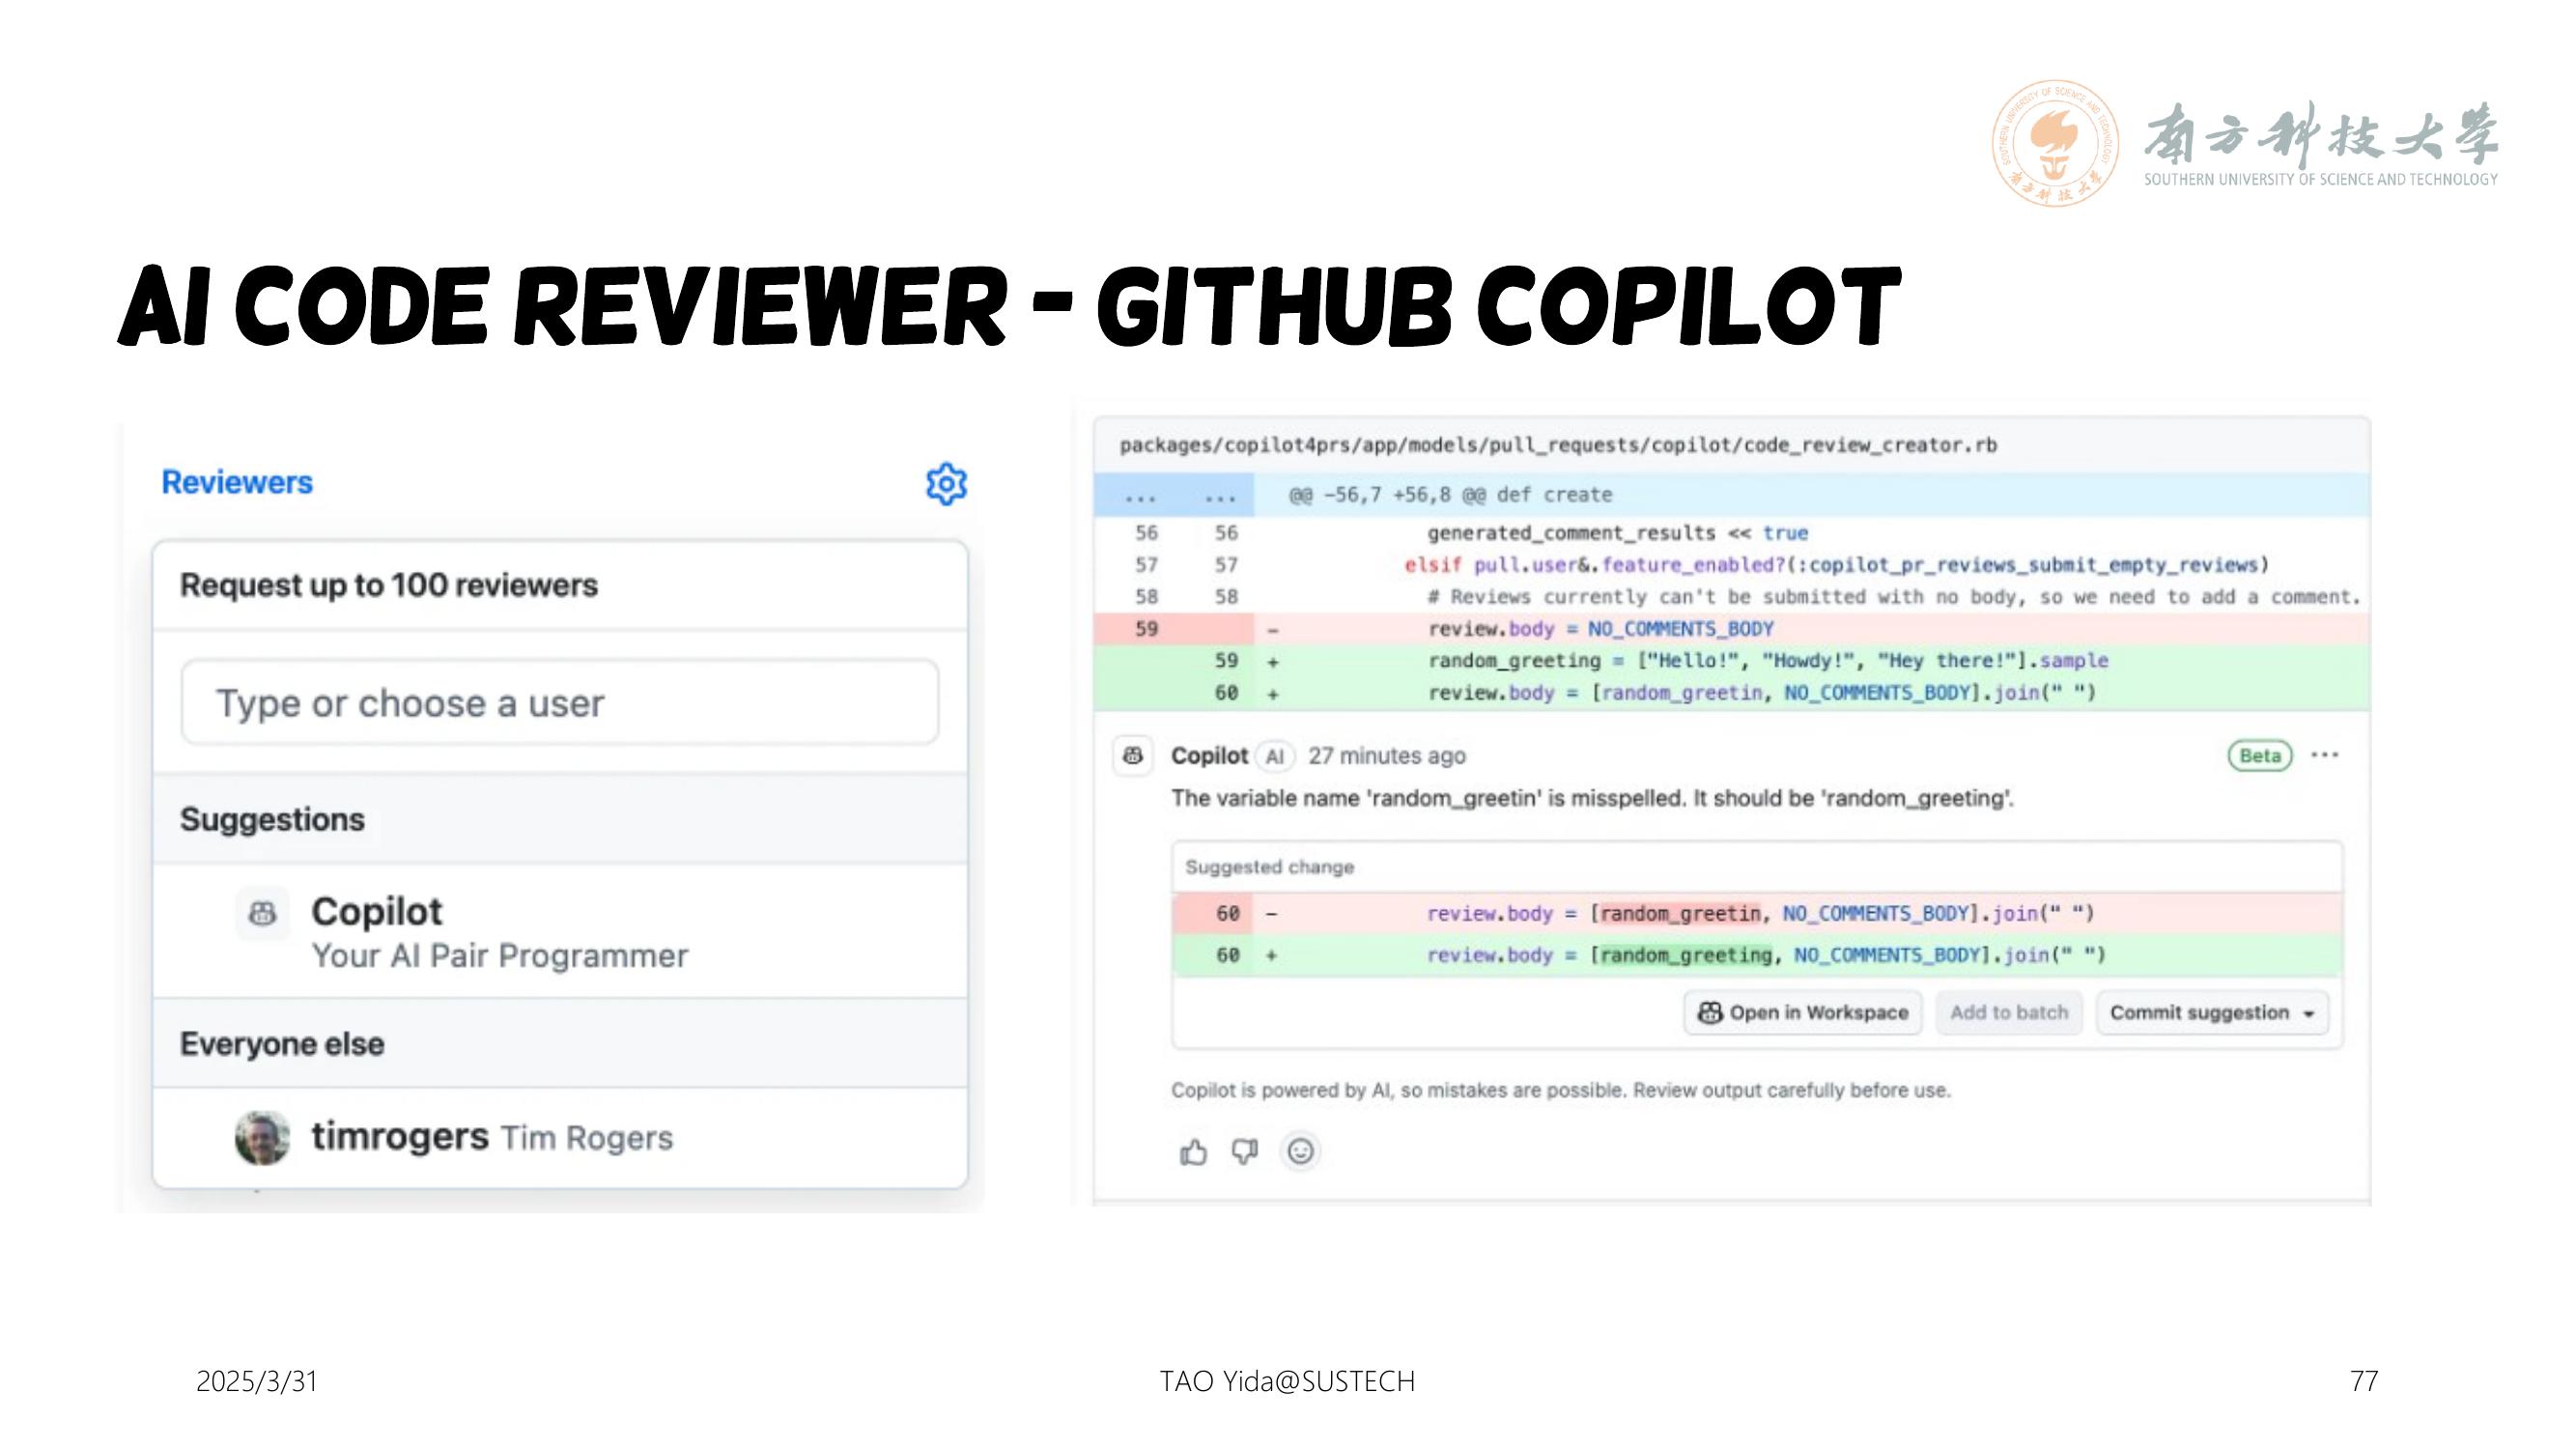 南方科技大学
SOUTHERN UNIVERSITY OF SCIENCE AND TECHNOLOGY
AI CODE REVIEWER - GITHUB COPILOT
Reviewers
Request up to 100 reviewers
Type or choose a user
Suggestions
Copilot
Your AI Pair Programmer
Everyone else
timrogers Tim Rogers
packages/copilot4prs/app/models/pull_requests/copilot/code_review_creator.rb
... ... @@ -56,7 +56,8 @@ def create
56 56 generated_comment_results << true
57 57 elsif pull.user&.feature_enabled?(:copilot_pr_reviews_submit_empty_reviews)
58 58 # Reviews currently can't be submitted with no body, so we need to add a comment.
59 - review.body = NO_COMMENTS_BODY
59 + random_greeting = ["Hello!", "Howdy!", "Hey there!"].sample
60 + review.body = [random_greetin, NO_COMMENTS_BODY].join(" ")
Copilot AI 27 minutes ago Beta ...
The variable name 'random_greetin' is misspelled. It should be 'random_greeting'.
Suggested change
60 - review.body = [random_greetin, NO_COMMENTS_BODY].join(" ")
60 + review.body = [random_greeting, NO_COMMENTS_BODY].join(" ")
Open in Workspace Add to batch Commit suggestion
Copilot is powered by AI, so mistakes are possible. Review output carefully before use.
2025/3/31 TAO Yida@SUSTECH 77